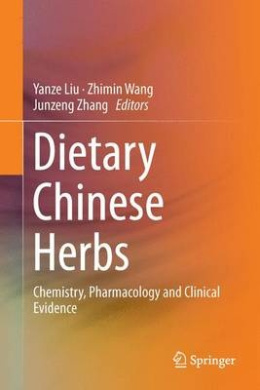 Yanze Liu · Zhimin Wang
Junzeng Zhang Editors
Dietary
Chinese
Herbs
Chemistry, Pharmacology and Clinical
Evidence
Springer